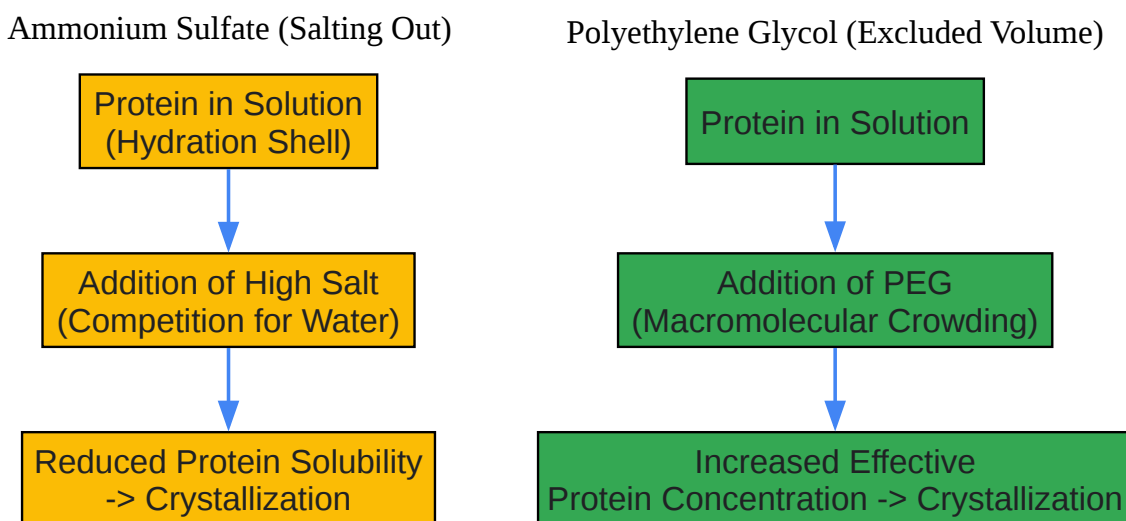 Ammonium Sulfate (Salting Out)
Protein in Solution
(Hydration Shell)
Addition of High Salt
(Competition for Water)
Reduced Protein Solubility
-> Crystallization
Polyethylene Glycol (Excluded Volume)
Protein in Solution
Addition of PEG
(Macromolecular Crowding)
Increased Effective
Protein Concentration -> Crystallization